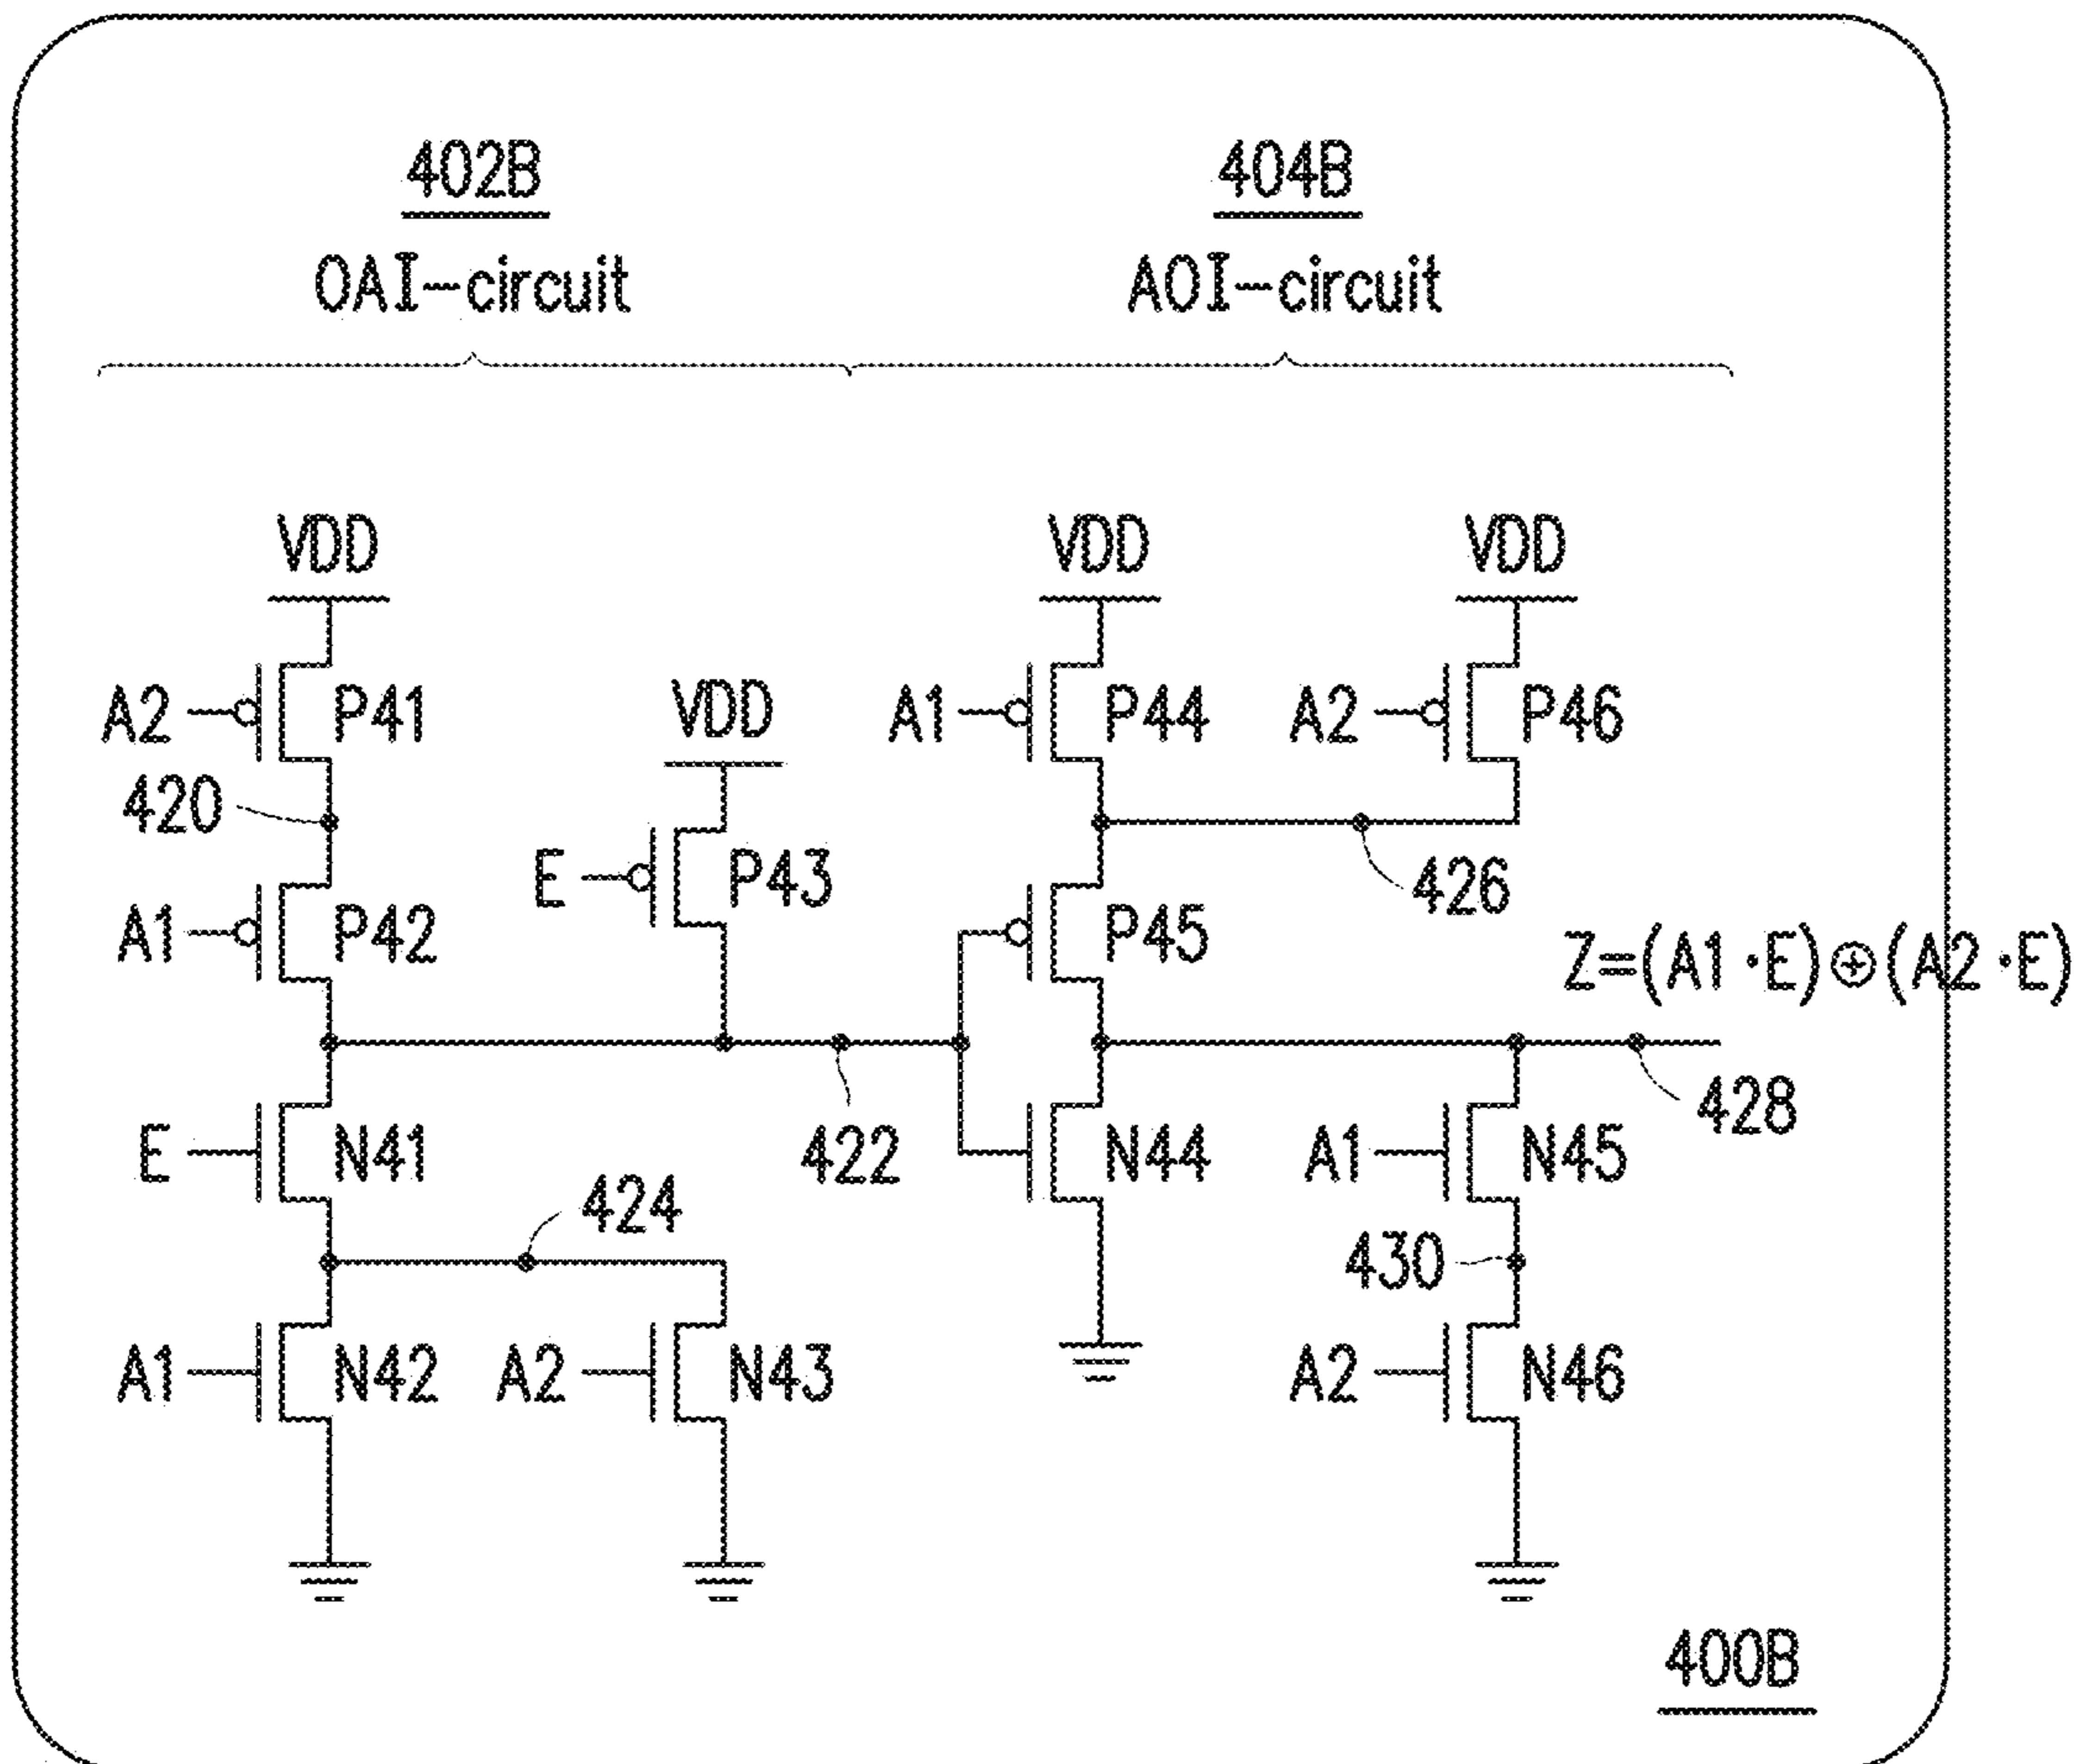 402B
404B
OAI-circuit
AOI-circuit
VDD
VDD
VDD
A2
P41
VDD
A1
P44
A2
P46
420
E
P43
426
A1
P42
P45
Z=(A1·E)⊕(A2·E)
E
N41
422
N44
A1
N45
428
424
430
A1
N42
A2
N43
A2
N46
400B